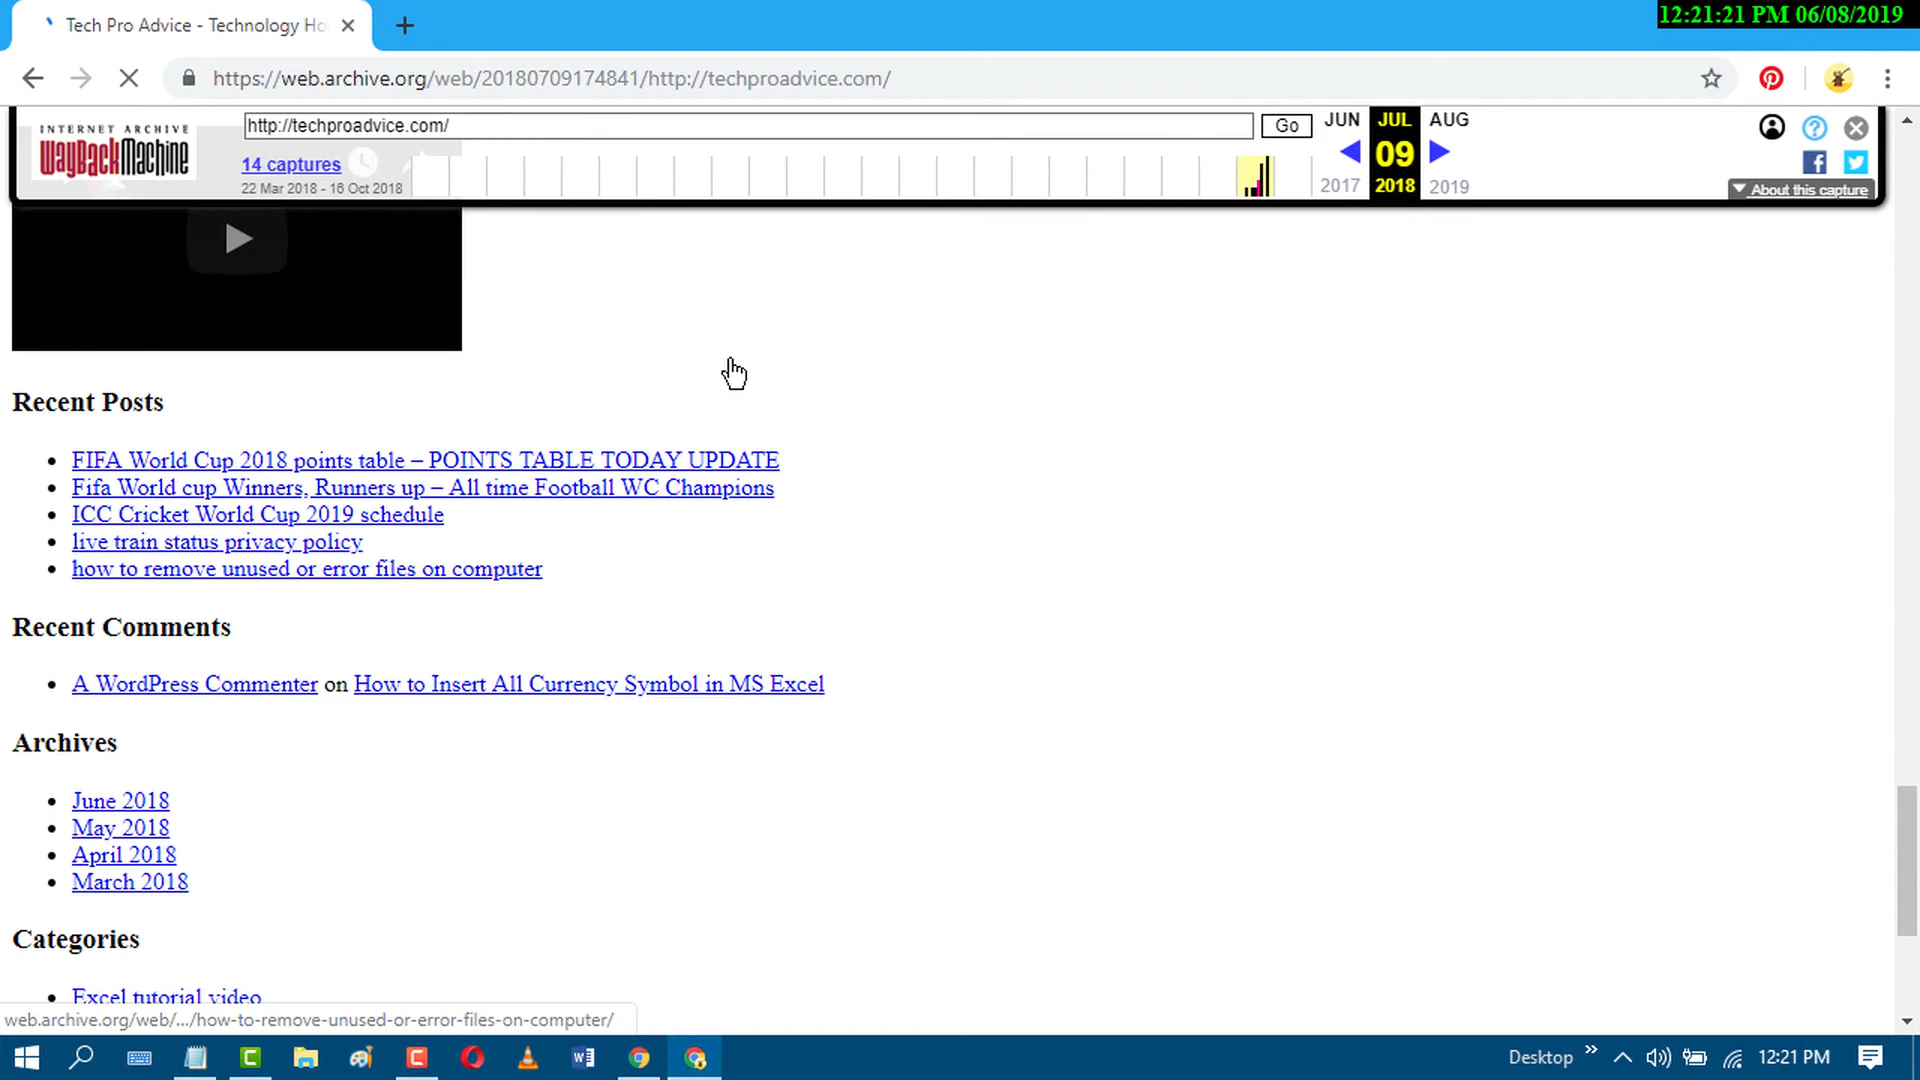 Tech Pro Advice - Technology Ho
12:21:21 PM 06/08/2019
https://web.archive.org/web/20180709174841/http://techproadvice.com/
INTERNET ARCHIVE
WayBackMachine
http://techproadvice.com/
Go
JUN
JUL
AUG
14 captures
09
22 Mar 2018 - 16 Oct 2018
2017
2018
2019
About this capture
Recent Posts
FIFA World Cup 2018 points table – POINTS TABLE TODAY UPDATE
Fifa World cup Winners, Runners up – All time Football WC Champions
ICC Cricket World Cup 2019 schedule
live train status privacy policy
how to remove unused or error files on computer
Recent Comments
A WordPress Commenter on How to Insert All Currency Symbol in MS Excel
Archives
June 2018
May 2018
April 2018
March 2018
Categories
Excel tutorial video
web.archive.org/web/.../how-to-remove-unused-or-error-files-on-computer/
Desktop
12:21 PM